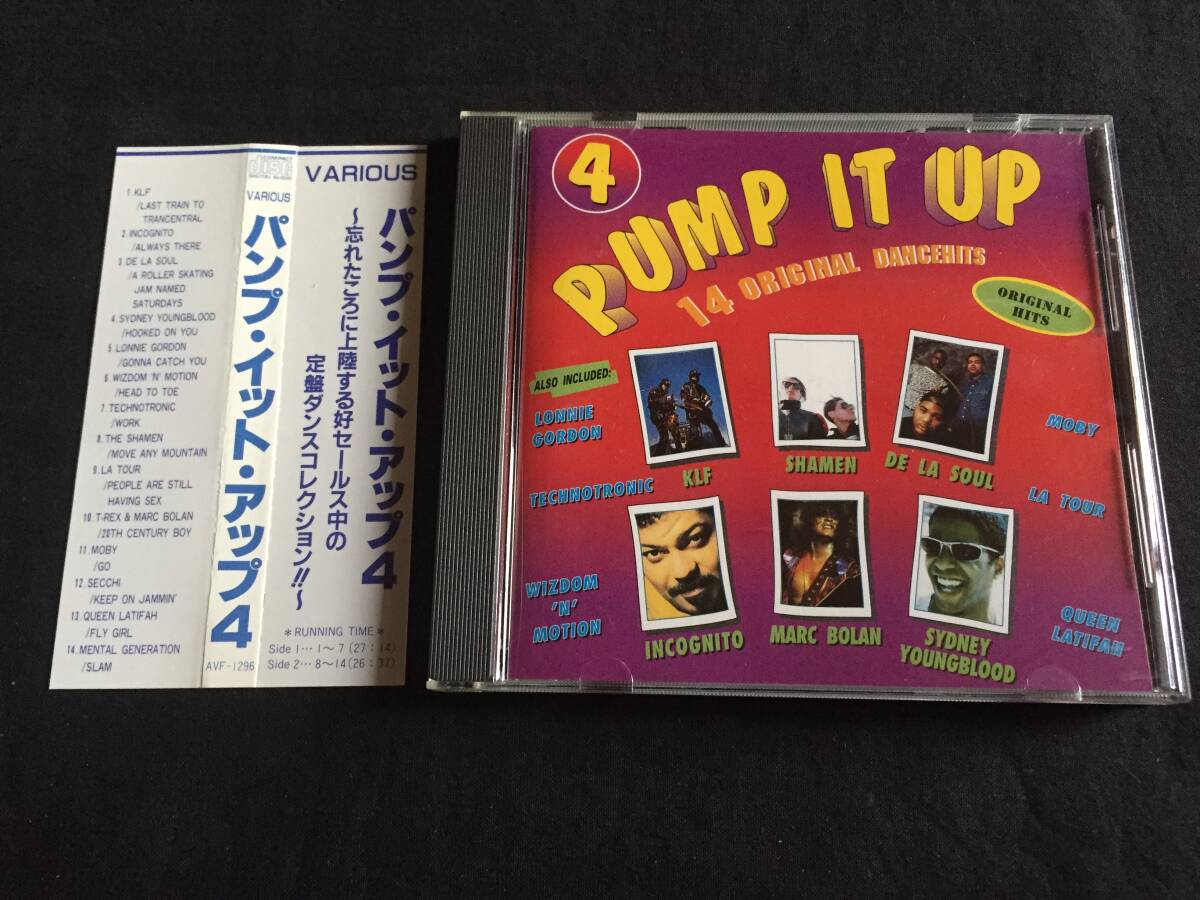 1.KLF
/LAST TRAIN TO
TRANCENTRAL
2.INCOGNITO
/ALWAYS THERE
3.DE LA SOUL
/A ROLLER SKATING
JAM NAMED
SATURDAYS
4.SYDNEY YOUNGBLOOD
/HOOKED ON YOU
5.LONNIE GORDON
/GONNA CATCH YOU
6.WIZDOM 'N' MOTION
/HEAD TO TOE
7.TECHNOTRONIC
/WORK
8.THE SHAMEN
/MOVE ANY MOUNTAIN
9.LA TOUR
/PEOPLE ARE STILL
HAVING SEX
10.T-REX & MARC BOLAN
/20TH CENTURY BOY
11.MOBY
/GO
12.SECCHI
/KEEP ON JAMMIN'
13.QUEEN LATIFAH
/FLY GIRL
14.MENTAL GENERATION
/SLAM
COMPACT
disc
DIGITAL AUDIO
VARIOUS
パンプ・イット・アップ4
AVF-1296
VARIOUS
パンプ・イット・アップ4
〜忘れたころに上陸する好セールス中の
定盤ダンスコレクション!!〜
*RUNNING TIME*
Side 1… 1〜 7(27:14)
Side 2… 8〜14(26:37)
4
PUMP IT UP
14 ORIGINAL DANCEHITS
ORIGINAL
HITS
ALSO INCLUDED:
LONNIE
GORDON
TECHNOTRONIC
WIZDOM
'N'
MOTION
KLF
SHAMEN
DE LA SOUL
INCOGNITO
MARC BOLAN
SYDNEY
YOUNGBLOOD
MOBY
LA TOUR
QUEEN
LATIFAH